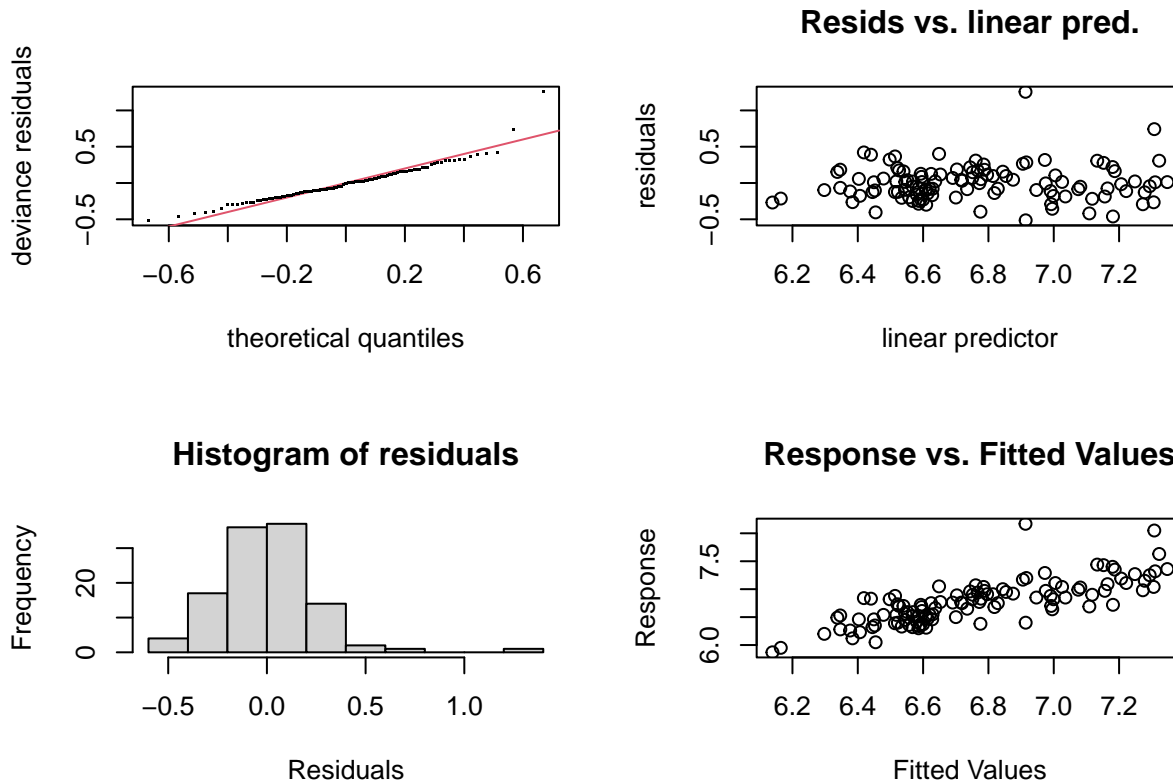 deviance residuals
−0.5
0.5
−0.6
−0.2
0.2
0.6
theoretical quantiles
Resids vs. linear pred.
residuals
−0.5
0.5
6.2
6.4
6.6
6.8
7.0
7.2
linear predictor
Histogram of residuals
Frequency
0
20
−0.5
0.0
0.5
1.0
Residuals
Response vs. Fitted Values
Response
6.0
7.5
6.2
6.4
6.6
6.8
7.0
7.2
Fitted Values